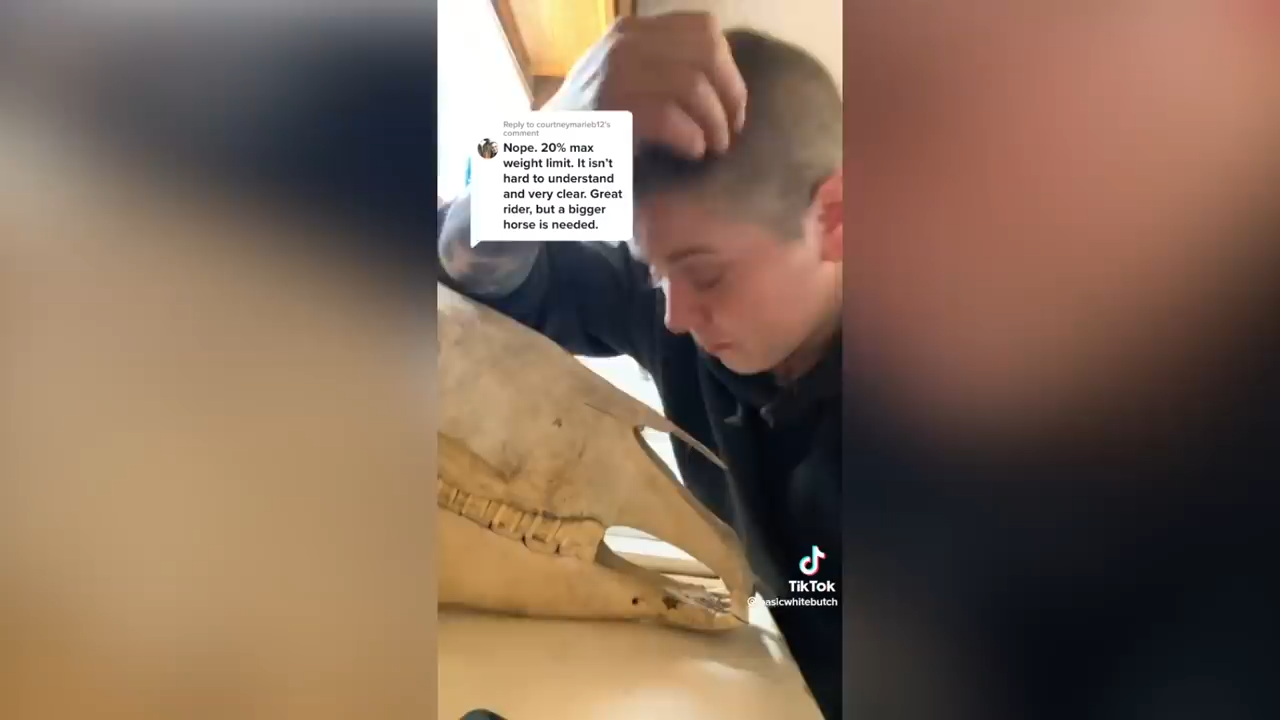 Reply to courtneymarieb12's
comment
Nope. 20% max
weight limit. It isn't
hard to understand
and very clear. Great
rider, but a bigger
horse is needed.
TikTok
@basicwhitebutch